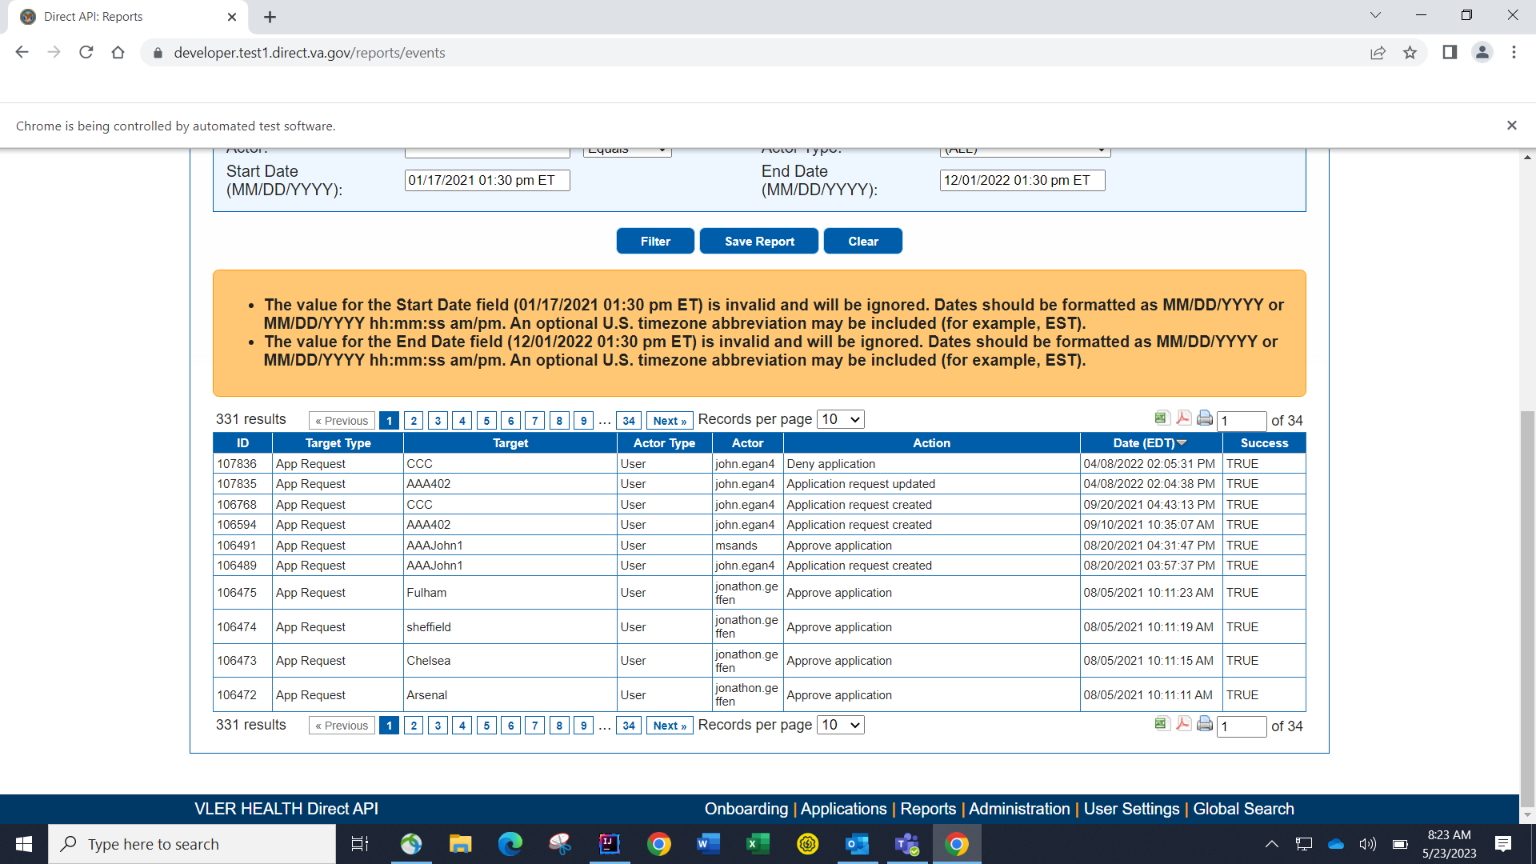 Direct API: Reports
developer.test1.direct.va.gov/reports/events
Chrome is being controlled by automated test software.
Actor: Equals Actor Type: (ALL)
Start Date
(MM/DD/YYYY): 01/17/2021 01:30 pm ET
End Date
(MM/DD/YYYY): 12/01/2022 01:30 pm ET
Filter Save Report Clear
• The value for the Start Date field (01/17/2021 01:30 pm ET) is invalid and will be ignored. Dates should be formatted as MM/DD/YYYY or
MM/DD/YYYY hh:mm:ss am/pm. An optional U.S. timezone abbreviation may be included (for example, EST).
• The value for the End Date field (12/01/2022 01:30 pm ET) is invalid and will be ignored. Dates should be formatted as MM/DD/YYYY or
MM/DD/YYYY hh:mm:ss am/pm. An optional U.S. timezone abbreviation may be included (for example, EST).
331 results « Previous 1 2 3 4 5 6 7 8 9 ... 34 Next » Records per page 10 1 of 34
ID Target Type Target Actor Type Actor Action Date (EDT) Success
107836 App Request CCC User john.egan4 Deny application 04/08/2022 02:05:31 PM TRUE
107835 App Request AAA402 User john.egan4 Application request updated 04/08/2022 02:04:38 PM TRUE
106768 App Request CCC User john.egan4 Application request created 09/20/2021 04:43:13 PM TRUE
106594 App Request AAA402 User john.egan4 Application request created 09/10/2021 10:35:07 AM TRUE
106491 App Request AAAJohn1 User msands Approve application 08/20/2021 04:31:47 PM TRUE
106489 App Request AAAJohn1 User john.egan4 Application request created 08/20/2021 03:57:37 PM TRUE
106475 App Request Fulham User jonathon.ge
ffen Approve application 08/05/2021 10:11:23 AM TRUE
106474 App Request sheffield User jonathon.ge
ffen Approve application 08/05/2021 10:11:19 AM TRUE
106473 App Request Chelsea User jonathon.ge
ffen Approve application 08/05/2021 10:11:15 AM TRUE
106472 App Request Arsenal User jonathon.ge
ffen Approve application 08/05/2021 10:11:11 AM TRUE
331 results « Previous 1 2 3 4 5 6 7 8 9 ... 34 Next » Records per page 10 1 of 34
VLER HEALTH Direct API Onboarding | Applications | Reports | Administration | User Settings | Global Search
Type here to search
8:23 AM
5/23/2023